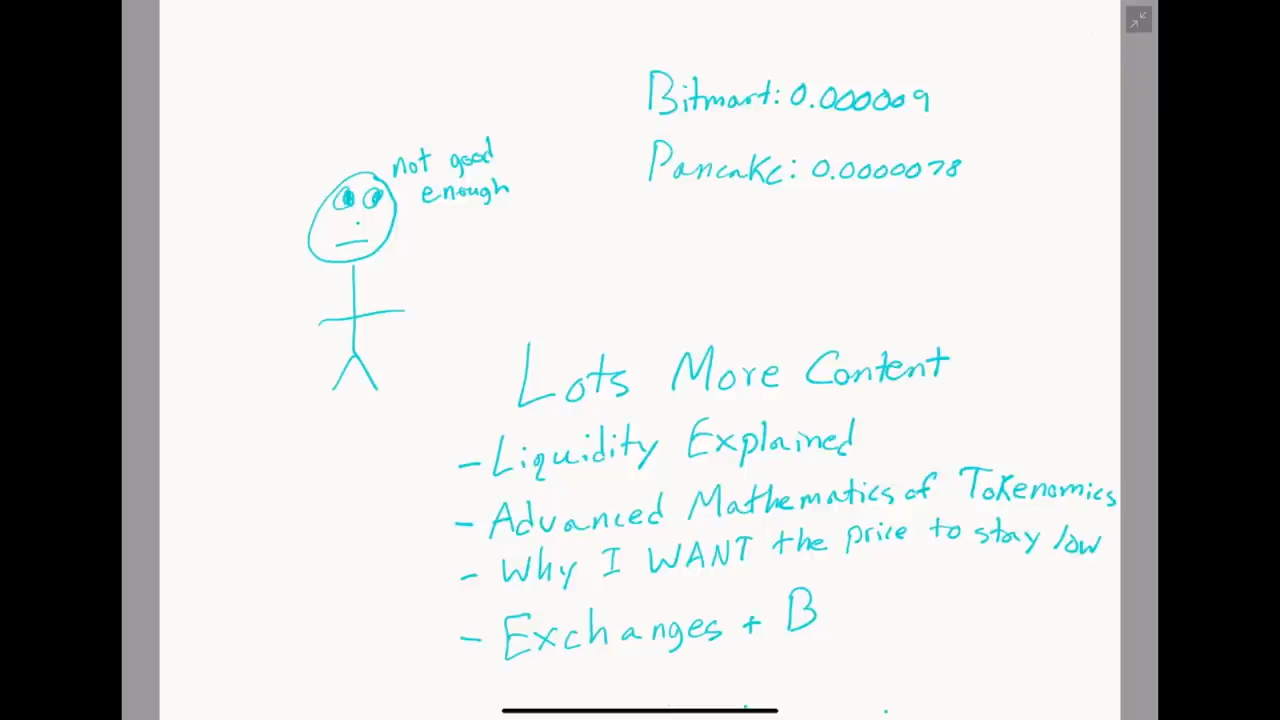 Bitmart: 0.000009
not good
enough
Pancake: 0.0000078
Lots More Content
- Liquidity Explained
- Advanced Mathematics of Tokenomics
- Why I WANT the price to stay low
- Exchanges + B